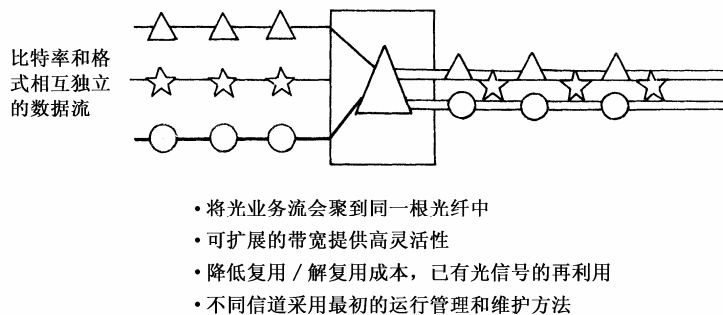 比特率和格
式相互独立
的数据流
·将光业务流会聚到同一根光纤中
·可扩展的带宽提供高灵活性
·降低复用/解复用成本，已有光信号的再利用
·不同信道采用最初的运行管理和维护方法